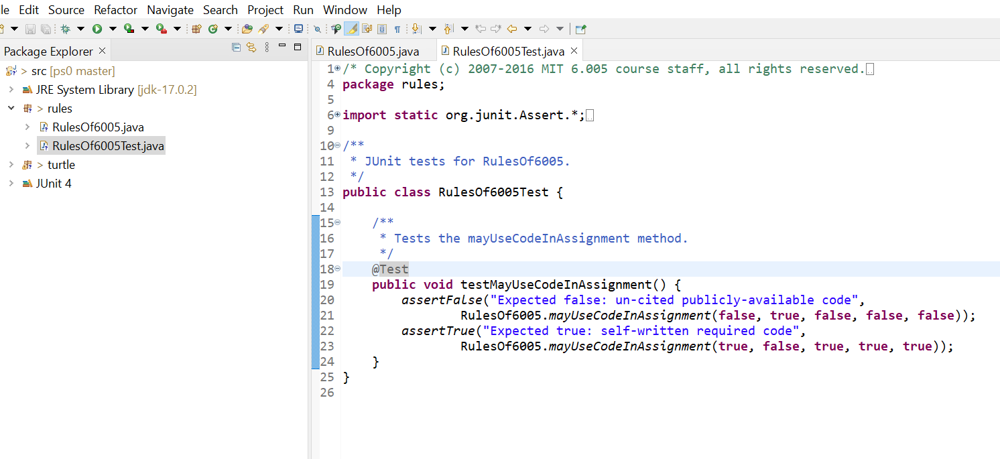 le Edit Source Refactor Navigate Search Project Run Window Help
Package Explorer
> src [ps0 master]
JRE System Library [jdk-17.0.2]
> rules
RulesOf6005.java
RulesOf6005Test.java
> turtle
JUnit 4
RulesOf6005.java RulesOf6005Test.java
1 /* Copyright (c) 2007-2016 MIT 6.005 course staff, all rights reserved.
4 package rules;
5
6 import static org.junit.Assert.*;
9
10 /**
11 * JUnit tests for RulesOf6005.
12 */
13 public class RulesOf6005Test {
14
15 /**
16 * Tests the mayUseCodeInAssignment method.
17 */
18 @Test
19 public void testMayUseCodeInAssignment() {
20 assertFalse("Expected false: un-cited publicly-available code",
21 RulesOf6005.mayUseCodeInAssignment(false, true, false, false, false));
22 assertTrue("Expected true: self-written required code",
23 RulesOf6005.mayUseCodeInAssignment(true, false, true, true, true));
24 }
25 }
26